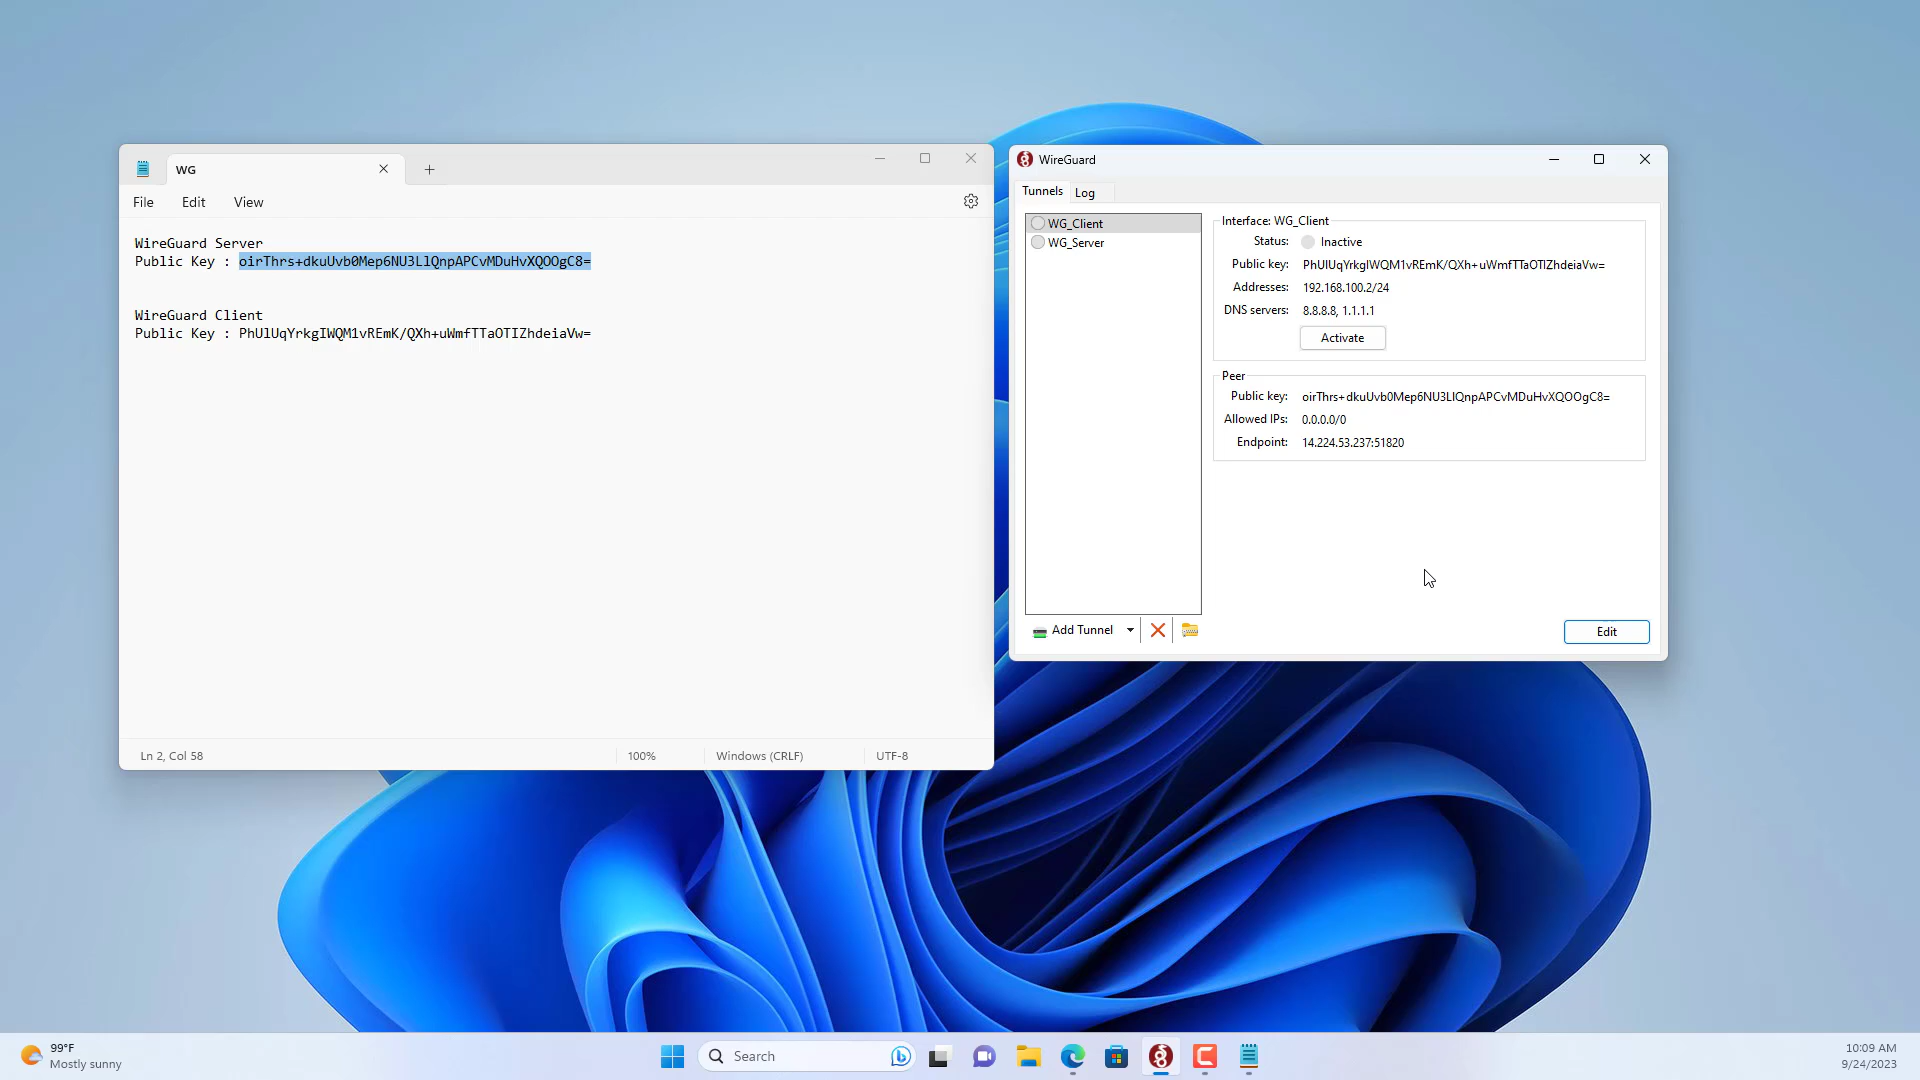 WG
File Edit View
WireGuard Server
Public Key : oirThrs+dkuUvb0Mep6NU3LlQnpAPCvMDuHvXQOOgC8=
WireGuard Client
Public Key : PhUlUqYrkgIWQM1vREmK/QXh+uWmfTTaOTIZhdeiaVw=
Ln 2, Col 58 100% Windows (CRLF) UTF-8
WireGuard
Tunnels Log
WG_Client
WG_Server
Interface: WG_Client
Status: Inactive
Public key: PhUlUqYrkgIWQM1vREmK/QXh+uWmfTTaOTIZhdeiaVw=
Addresses: 192.168.100.2/24
DNS servers: 8.8.8.8, 1.1.1.1
Activate
Peer
Public key: oirThrs+dkuUvb0Mep6NU3LlQnpAPCvMDuHvXQOOgC8=
Allowed IPs: 0.0.0.0/0
Endpoint: 14.224.53.237:51820
Add Tunnel
Edit
99°F
Mostly sunny
Search
10:09 AM
9/24/2023